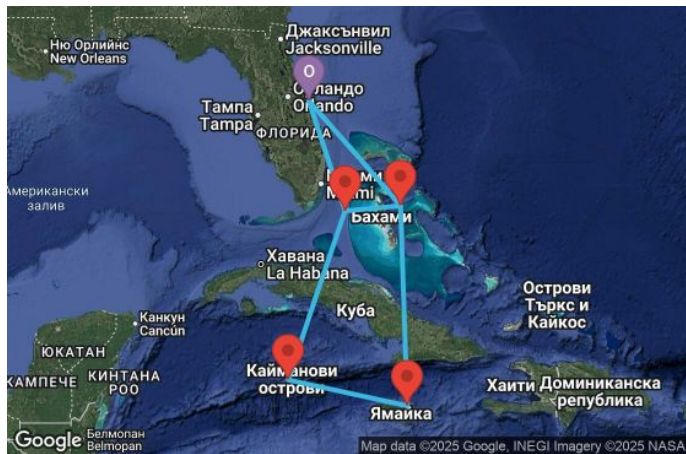 Джаксънвил
Jacksonville
Ню Орлийнс
New Orleans
O
Орландо
Orlando
Тампа
Tampa
ФЛОРИДА
Miami
Американски
залив
Бахами
Хавана
La Habana
Куба
Острови
Търкс и
Кайкос
Канкун
Cancún
ЮКАТАН
КАМПЕЧЕ
КИНТАНА
РОО
Кайманови
острови
Ямайка
Хаити
Доминиканска
република
Белмопан
Belmopan
Google
Map data ©2025 Google, INEGI Imagery ©2025 NASA